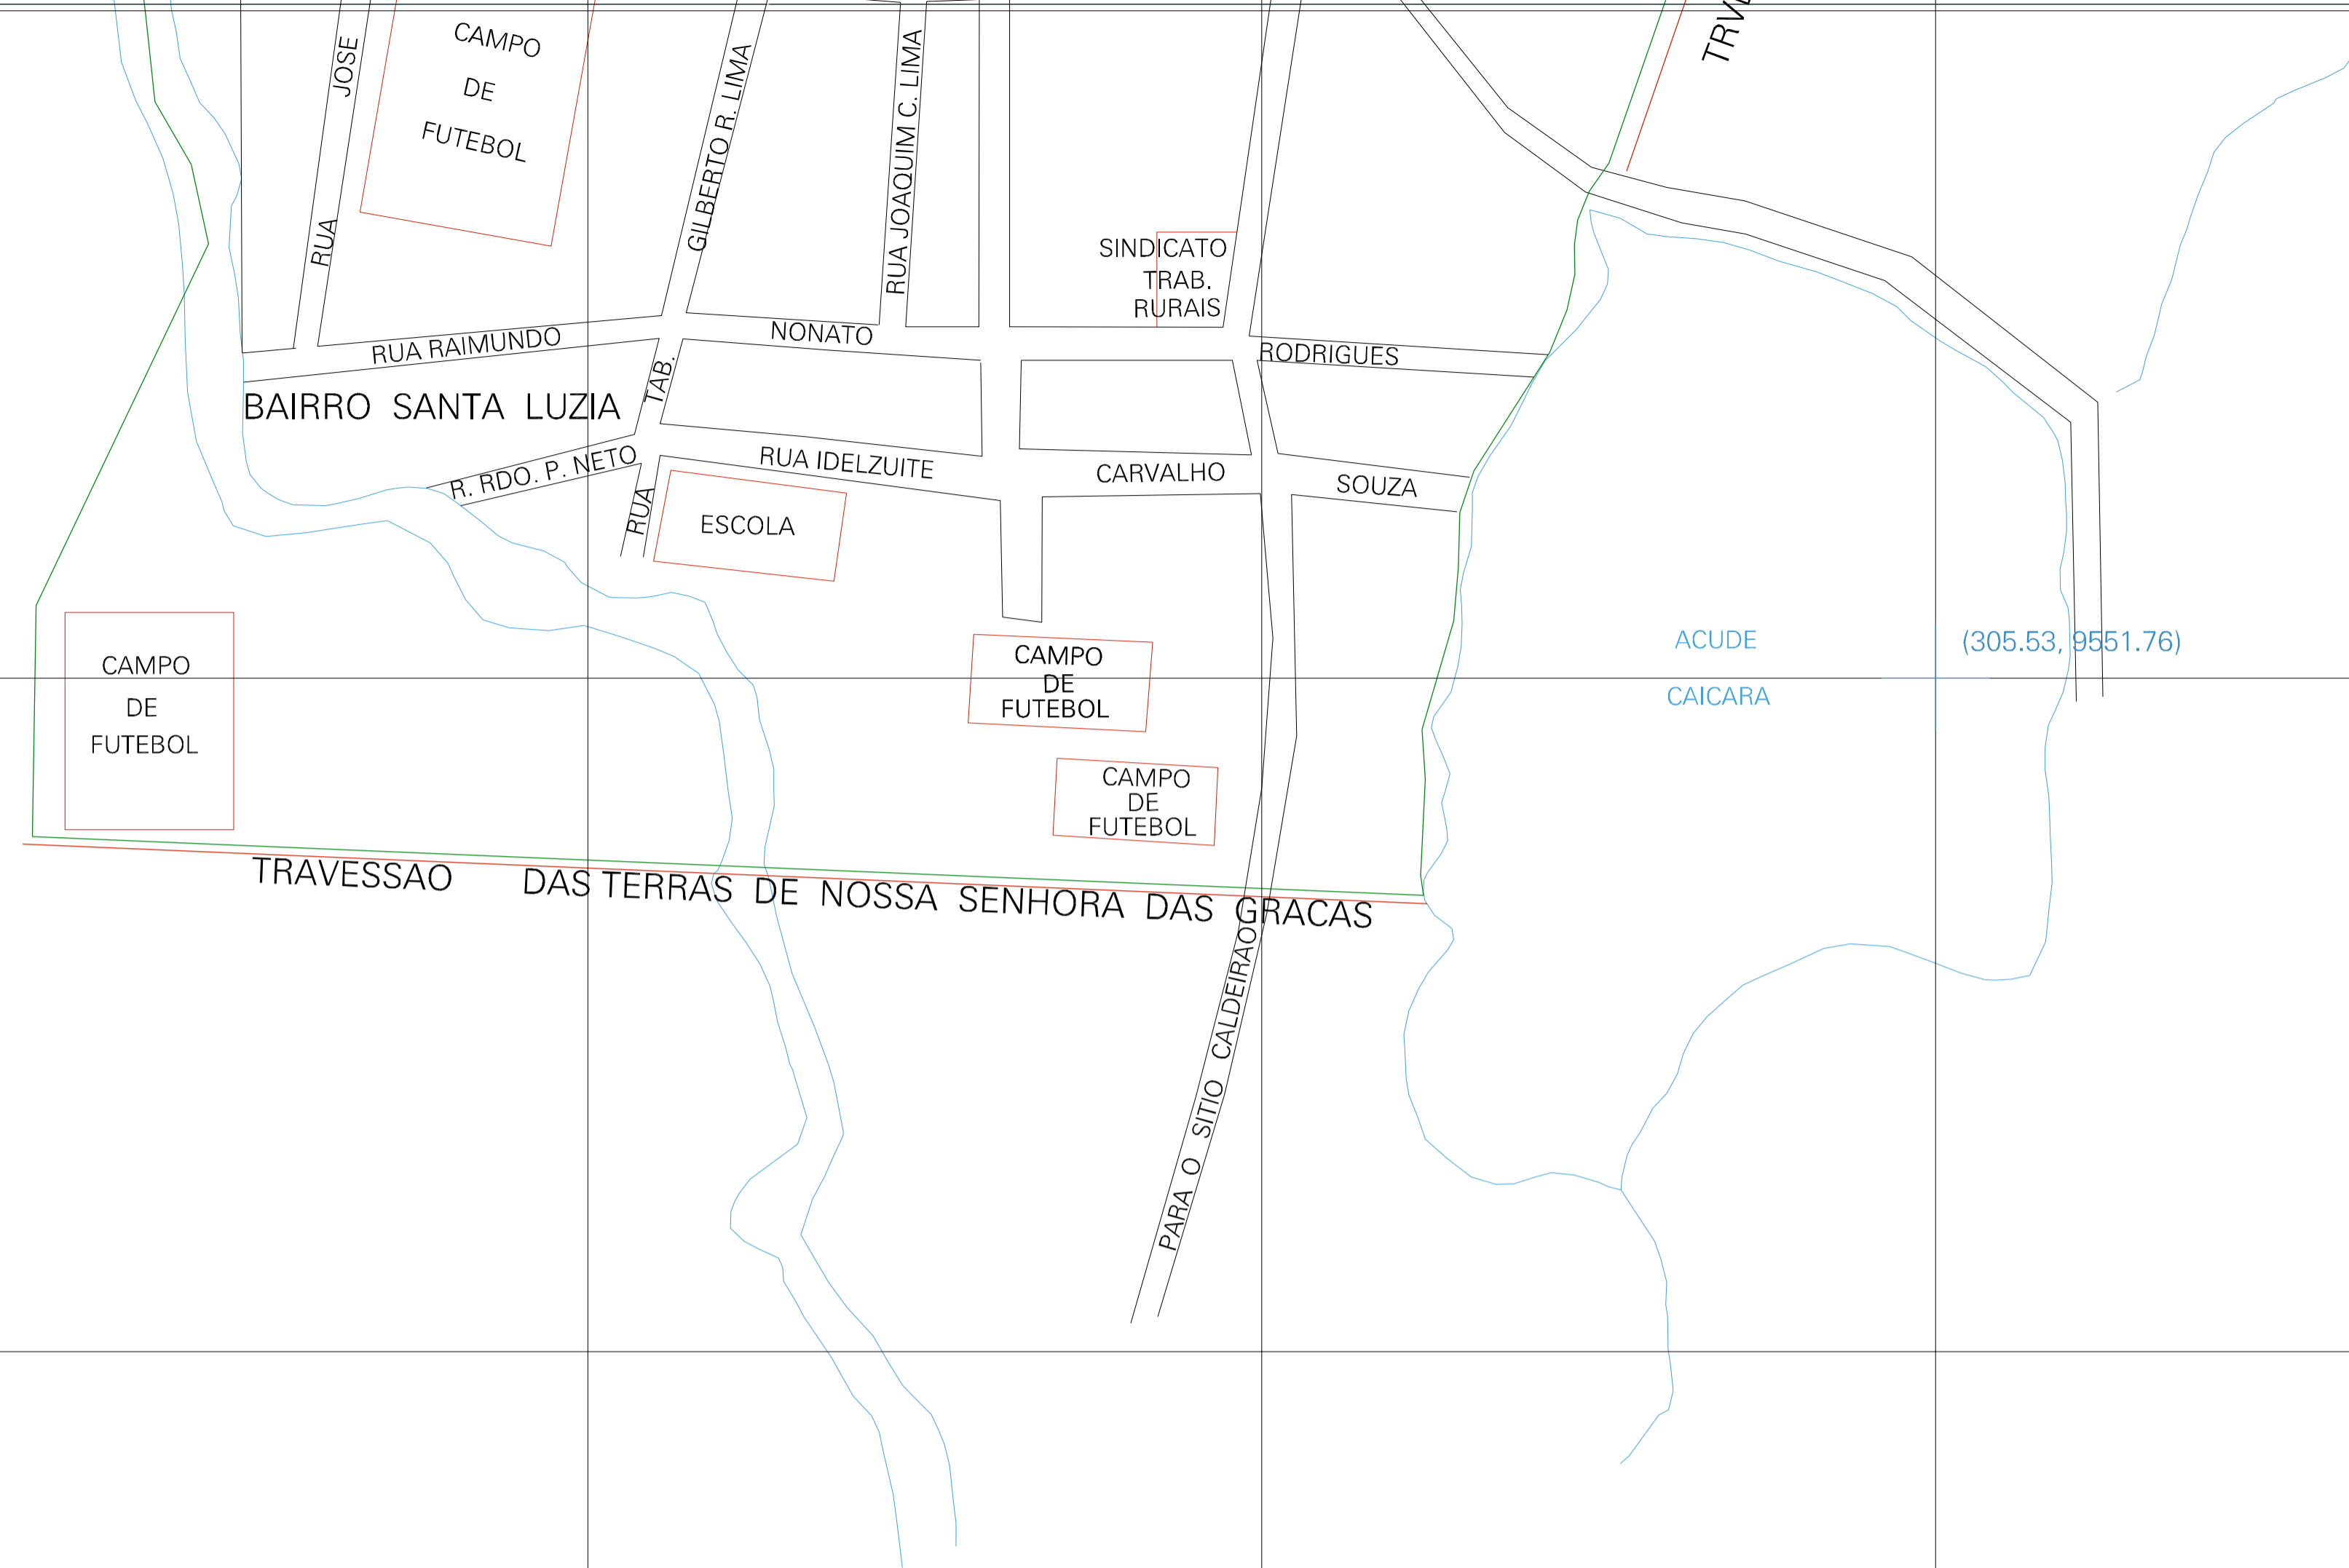 CAMPO
DE
FUTEBOL
RUA JOSE
GILBERTO R. LIMA
RUA JOAQUIM C. LIMA
SINDICATO
TRAB.
RURAIS
RUA RAIMUNDO NONATO RODRIGUES
BAIRRO SANTA LUZIA
RUA TAB.
R. RDO. P. NETO
RUA IDELZUITE CARVALHO SOUZA
ESCOLA
CAMPO
DE
FUTEBOL
CAMPO
DE
FUTEBOL
CAMPO
DE
FUTEBOL
ACUDE
CAICARA
(305.53, 9551.76)
TRAVESSAO DAS TERRAS DE NOSSA SENHORA DAS GRACAS
PARA O SITIO CALDEIRAO